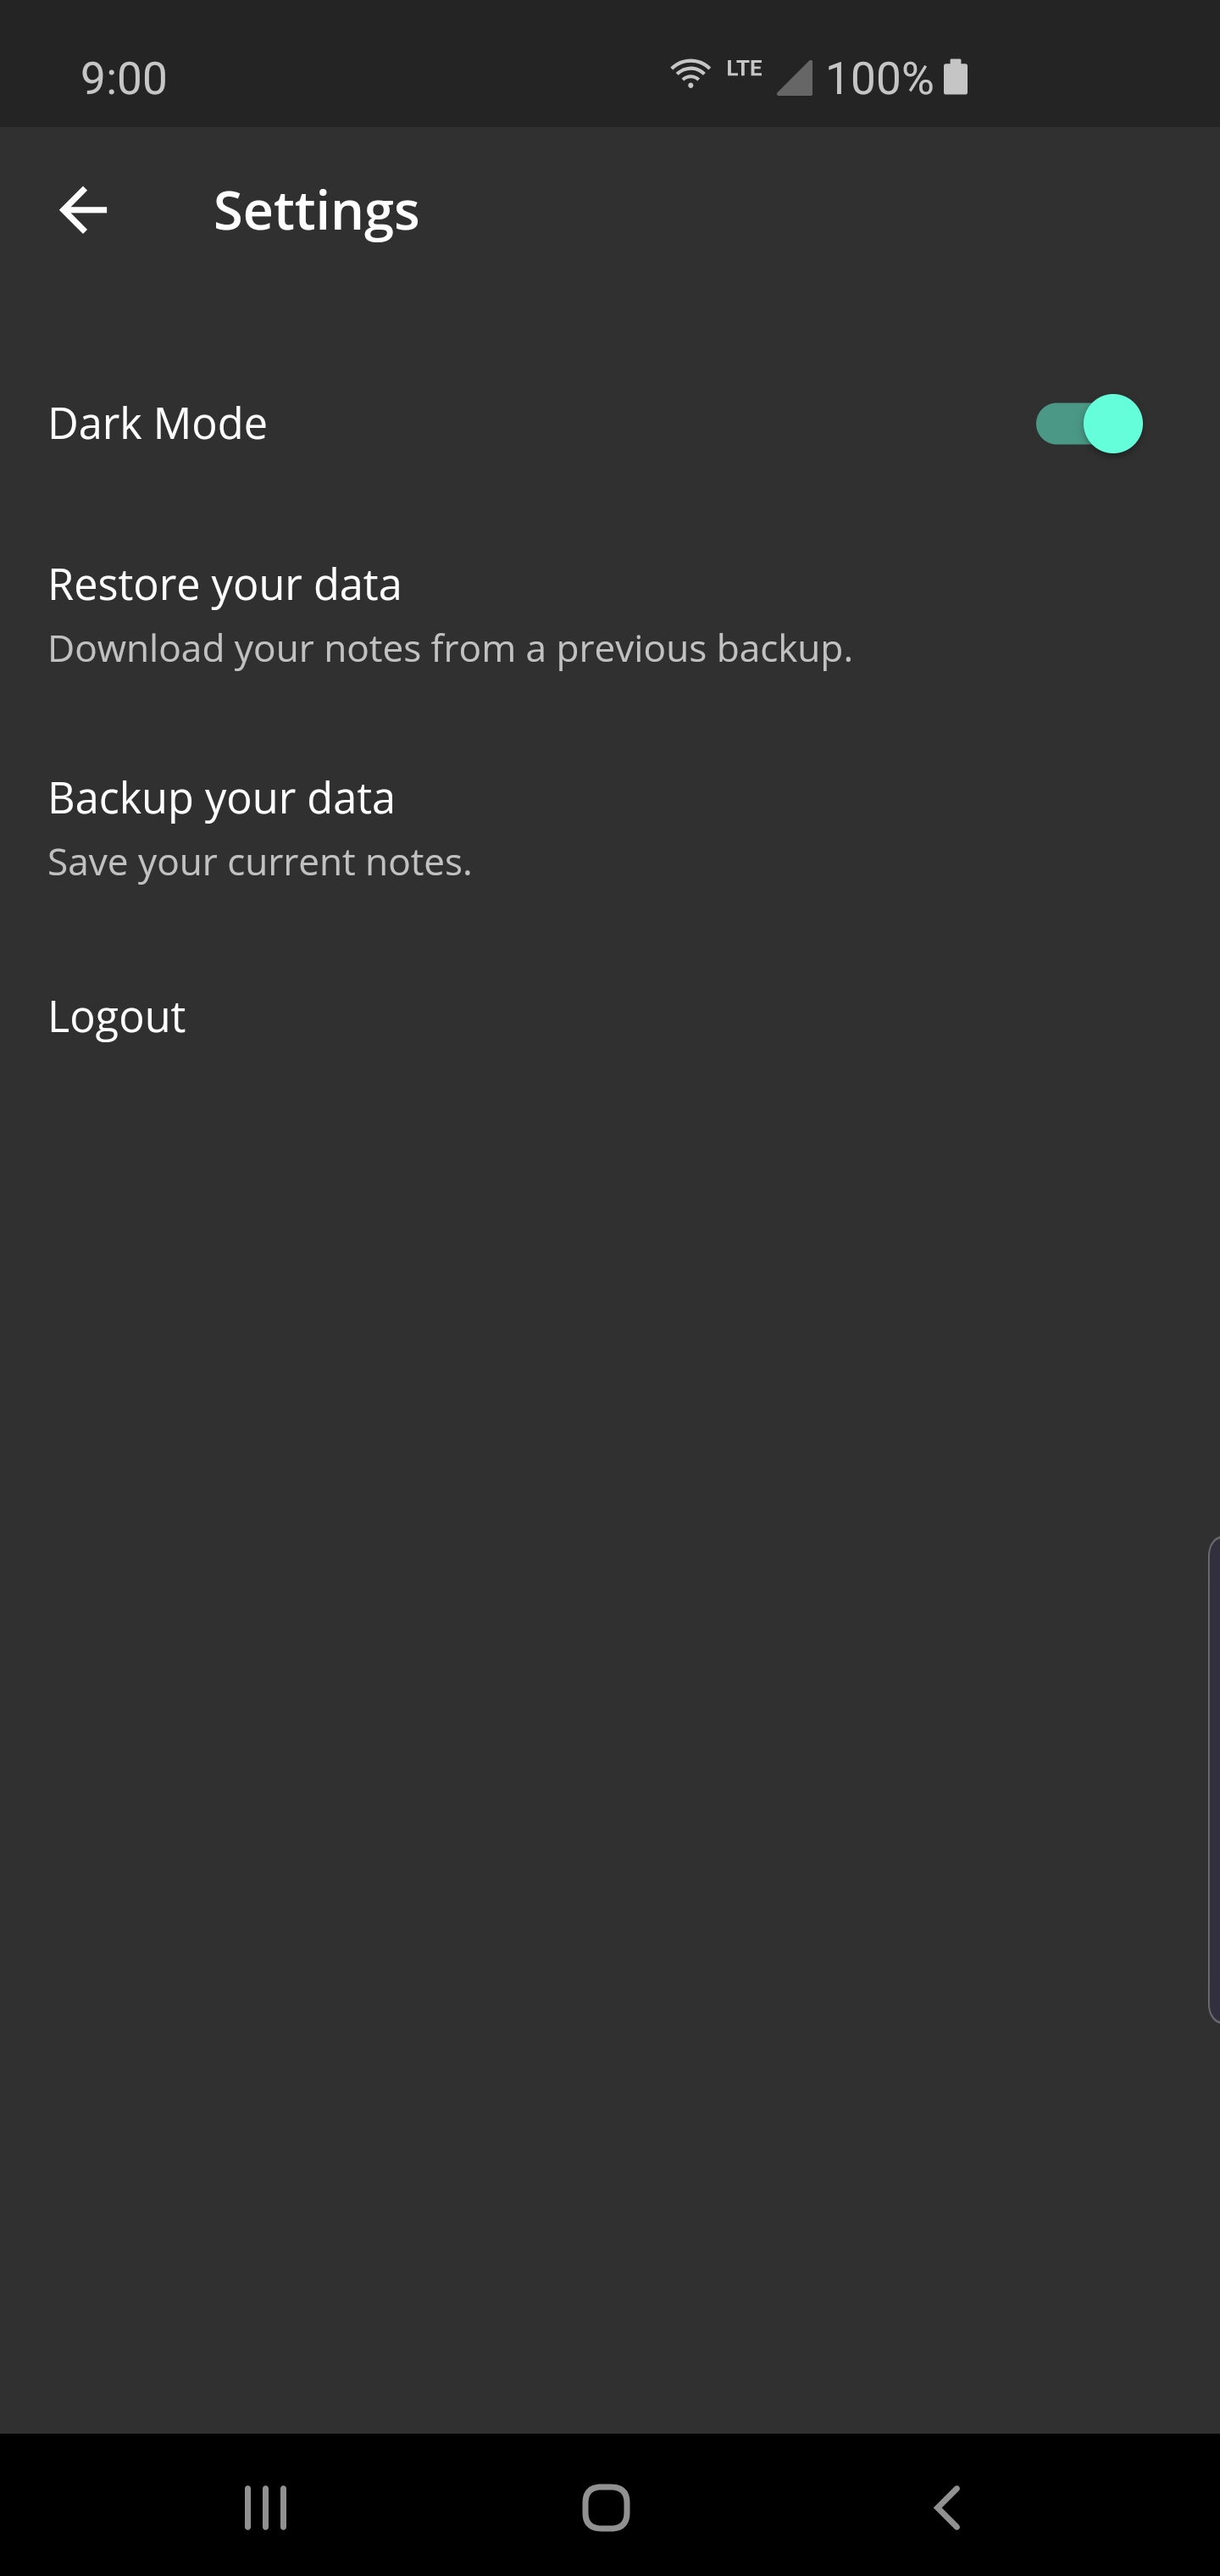 9:00 LTE 100%
Settings
Dark Mode
Restore your data
Download your notes from a previous backup.
Backup your data
Save your current notes.
Logout